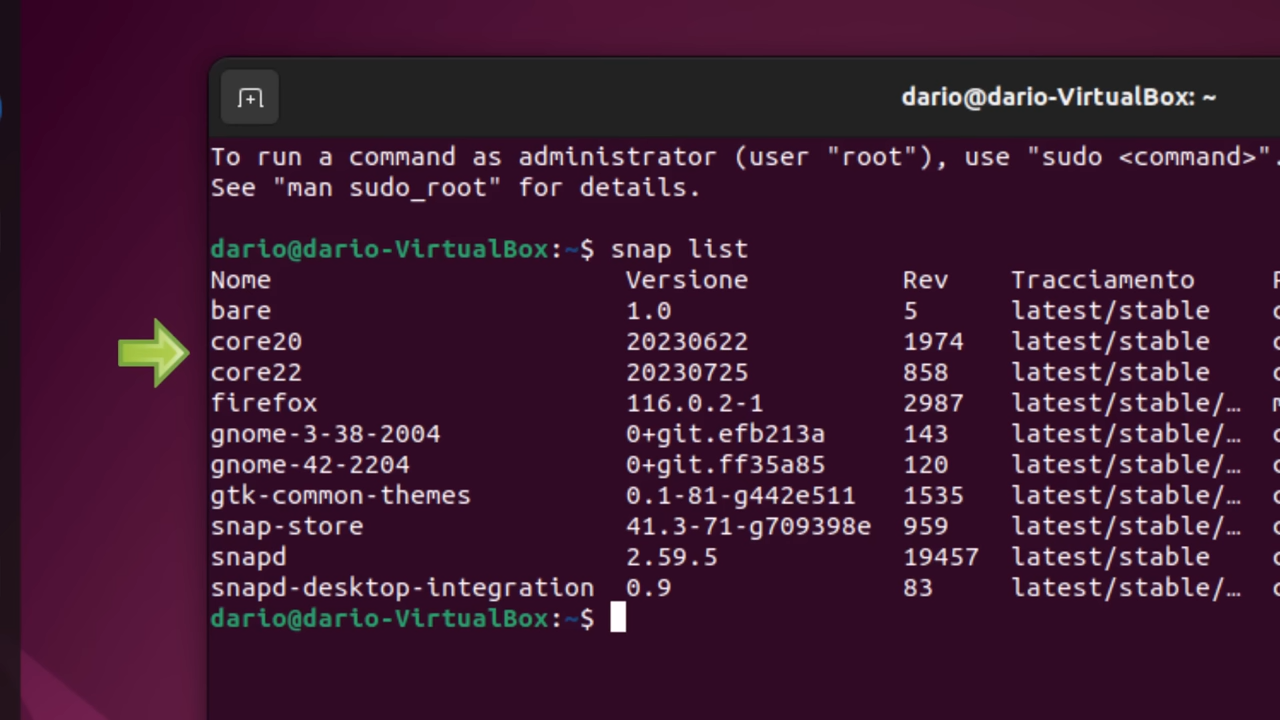 dario@dario-VirtualBox: ~
To run a command as administrator (user "root"), use "sudo <command>".
See "man sudo_root" for details.
dario@dario-VirtualBox:~$ snap list
Nome Versione Rev Tracciamento
bare 1.0 5 latest/stable
core20 20230622 1974 latest/stable
core22 20230725 858 latest/stable
firefox 116.0.2-1 2987 latest/stable/…
gnome-3-38-2004 0+git.efb213a 143 latest/stable/…
gnome-42-2204 0+git.ff35a85 120 latest/stable/…
gtk-common-themes 0.1-81-g442e511 1535 latest/stable/…
snap-store 41.3-71-g709398e 959 latest/stable/…
snapd 2.59.5 19457 latest/stable
snapd-desktop-integration 0.9 83 latest/stable/…
dario@dario-VirtualBox:~$